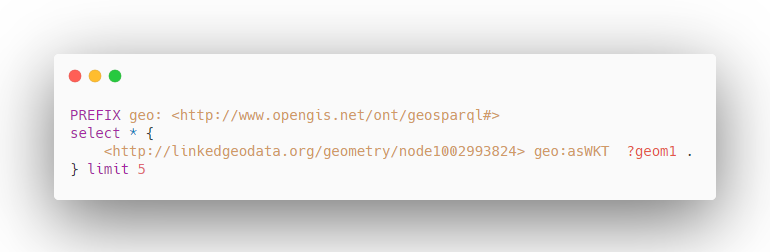 PREFIX geo: <http://www.opengis.net/ont/geosparql#>
select * {
    <http://linkedgeodata.org/geometry/node1002993824> geo:asWKT  ?geom1 .
} limit 5